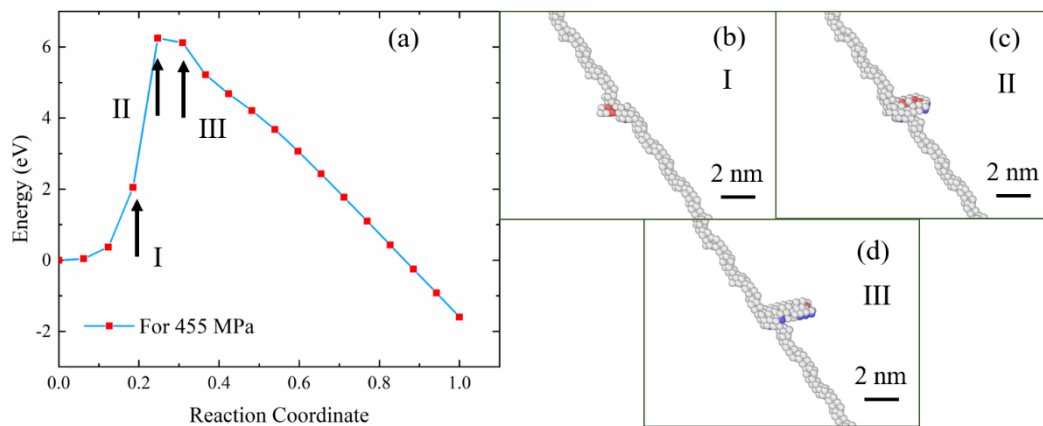 (a)
6
4
2
0
-2
Energy (eV)
II
III
I
For 455 MPa
0.0 0.2 0.4 0.6 0.8 1.0
Reaction Coordinate
(b)
I
2 nm
(c)
II
2 nm
(d)
III
2 nm